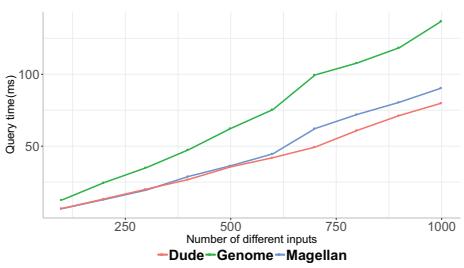 Query time(ms)
100
50
250 500 750 1000
Number of different inputs
Dude Genome Magellan